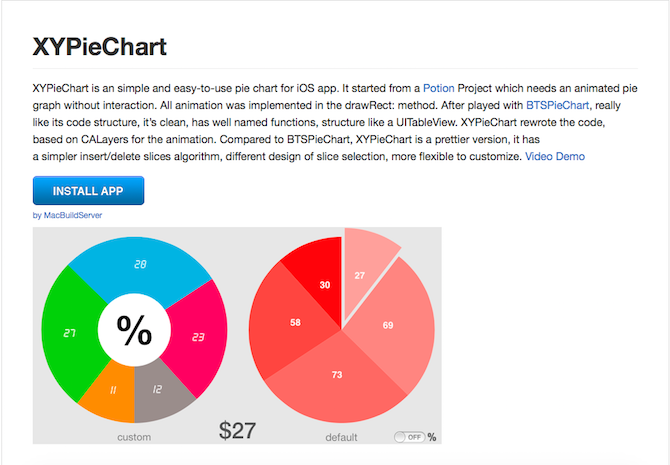 XYPieChart
XYPieChart is an simple and easy-to-use pie chart for iOS app. It started from a Potion Project which needs an animated pie
graph without interaction. All animation was implemented in the drawRect: method. After played with BTSPieChart, really
like its code structure, it's clean, has well named functions, structure like a UITableView. XYPieChart rewrote the code,
based on CALayers for the animation. Compared to BTSPieChart, XYPieChart is a prettier version, it has
a simpler insert/delete slices algorithm, different design of slice selection, more flexible to customize. Video Demo
INSTALL APP
by MacBuildServer
28
27
23
%
11
12
custom
$27
30
27
58
69
73
default
OFF %